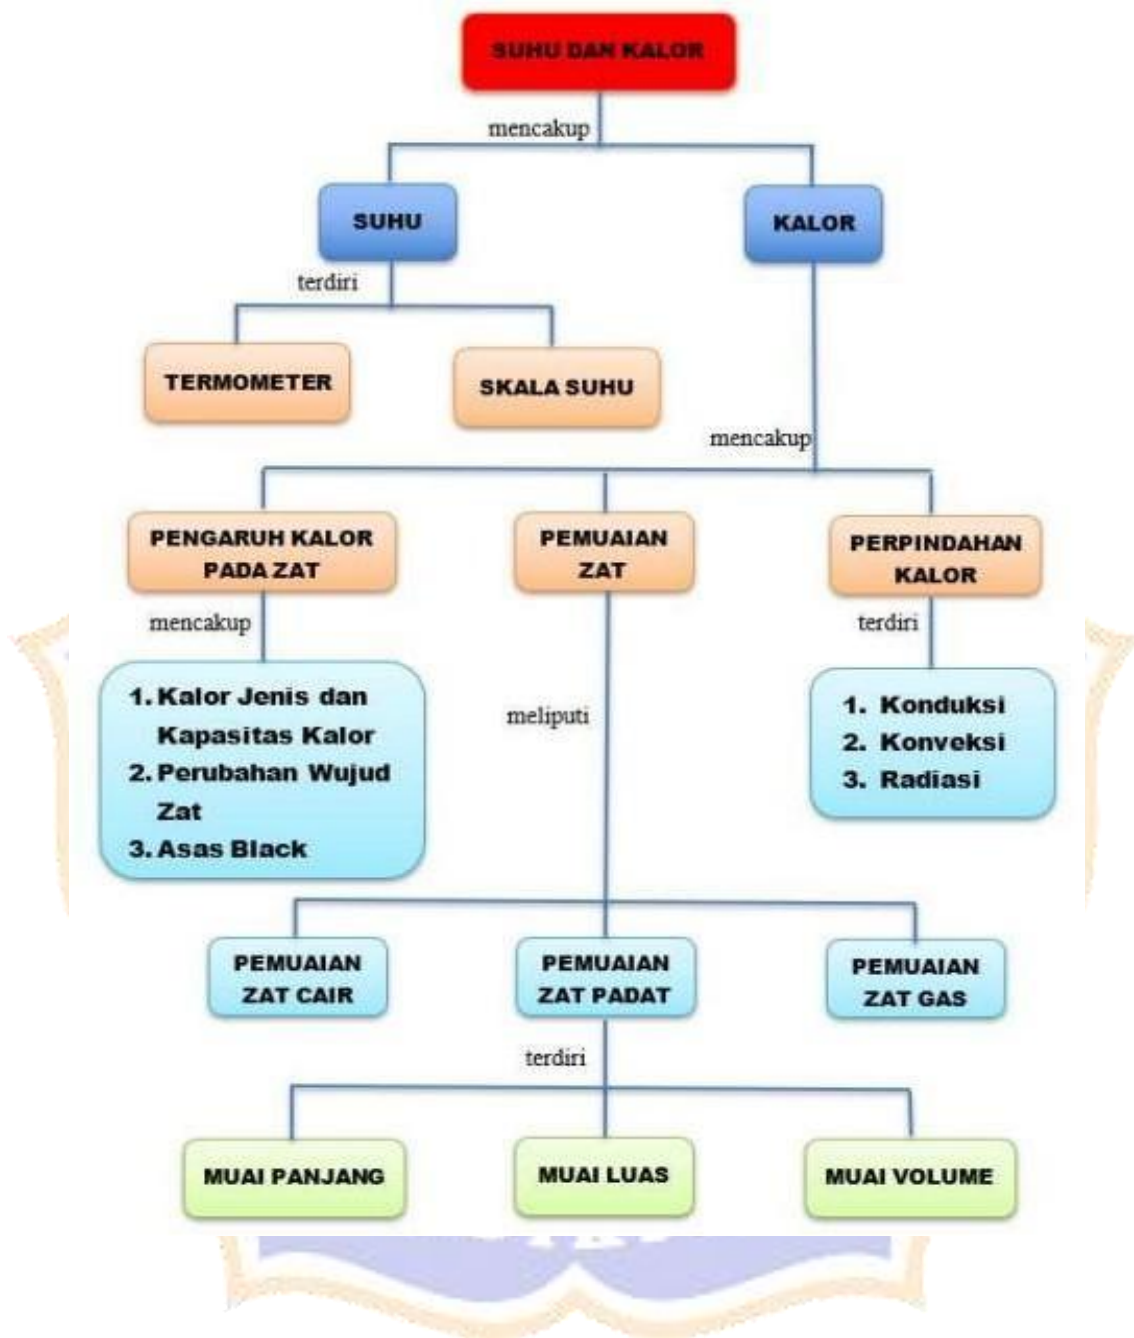 SUHU DAN KALOR
mencakup
SUHU
KALOR
terdiri
TERMOMETER
SKALA SUHU
mencakup
PENGARUH KALOR
PADA ZAT
PEMUAIAN
ZAT
PERPINDAHAN
KALOR
mencakup
terdiri
1. Kalor Jenis dan
Kapasitas Kalor
2. Perubahan Wujud
Zat
3. Asas Black
meliputi
1. Konduksi
2. Konveksi
3. Radiasi
PEMUAIAN
ZAT CAIR
PEMUAIAN
ZAT PADAT
PEMUAIAN
ZAT GAS
terdiri
MUAI PANJANG
MUAI LUAS
MUAI VOLUME